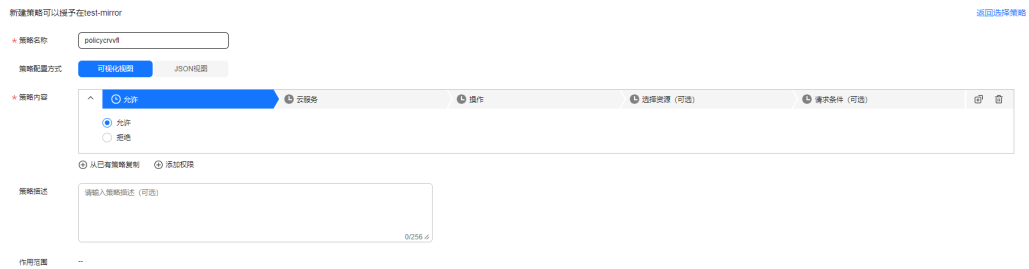 新建策略可以授予在test-mirror
返回选择策略
* 策略名称
policycrvvfl
策略配置方式
可视化视图
JSON视图
* 策略内容
允许
云服务
操作
选择资源（可选）
请求条件（可选）
允许
拒绝
从已有策略复制
添加权限
策略描述
请输入策略描述（可选）
0/256
作用范围
--